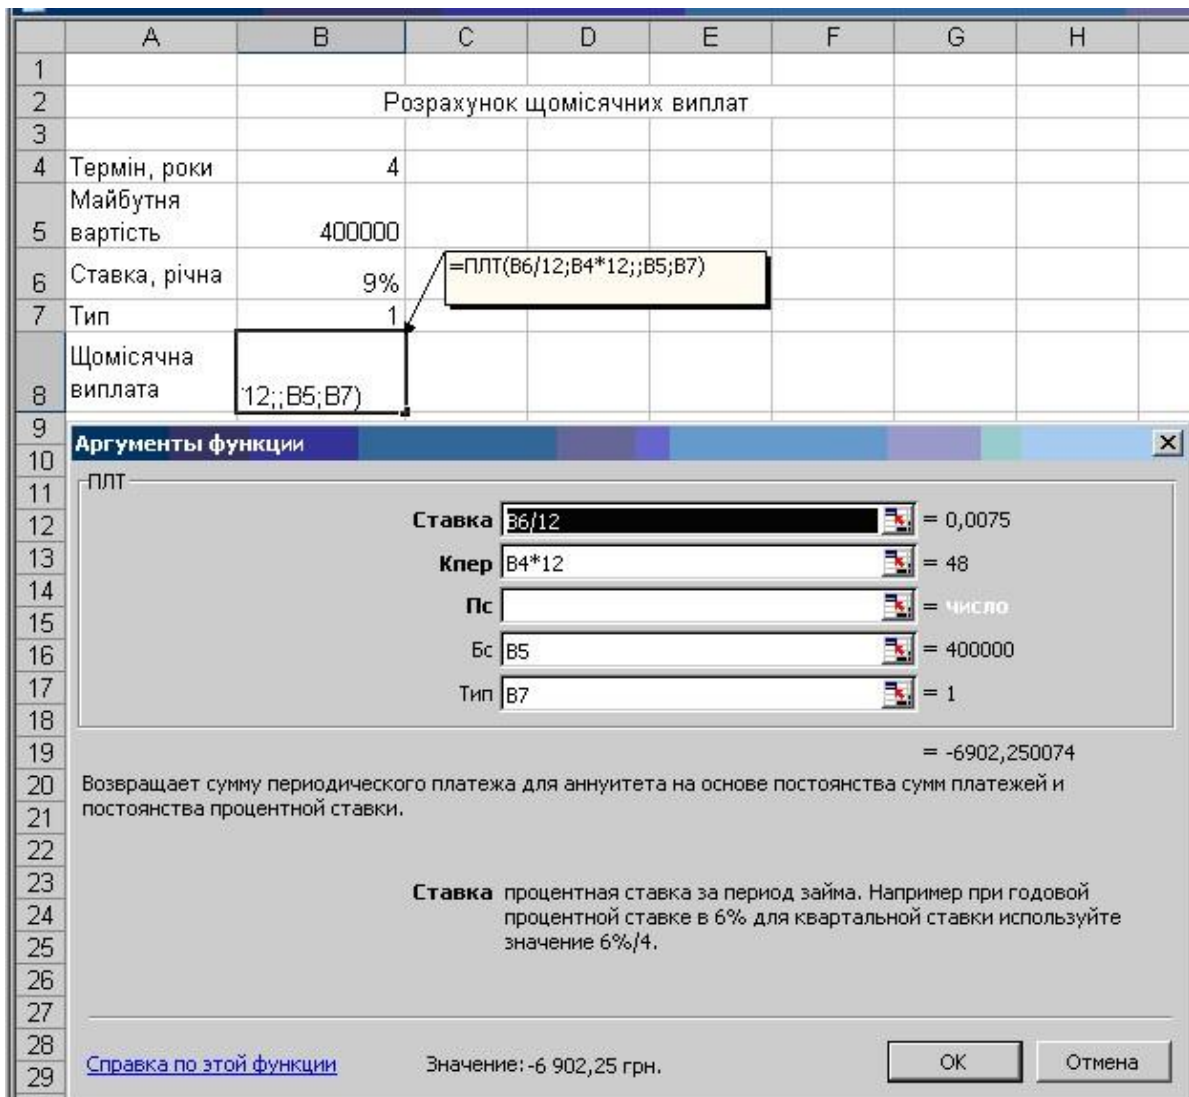 A B C D E F G H
1
2 Розрахунок щомісячних виплат
3
4 Термін, роки 4
Майбутня
5 вартість 400000
6 Ставка, річна 9%
=ПЛТ(B6/12;B4*12;;B5;B7)
7 Тип 1
Щомісячна
8 виплата 12;;B5;B7)
9
10
11
12
13
14
15
16
17
18
19
20
21
22
23
24
25
26
27
28
29
Аргументы функции
ПЛТ
Ставка B6/12 = 0,0075
Кпер B4*12 = 48
Пс = число
Бс B5 = 400000
Тип B7 = 1
= -6902,250074
Возвращает сумму периодического платежа для аннуитета на основе постоянства сумм платежей и
постоянства процентной ставки.
Ставка процентная ставка за период займа. Например при годовой
процентной ставке в 6% для квартальной ставки используйте
значение 6%/4.
Справка по этой функции Значение:-6 902,25 грн. OK Отмена